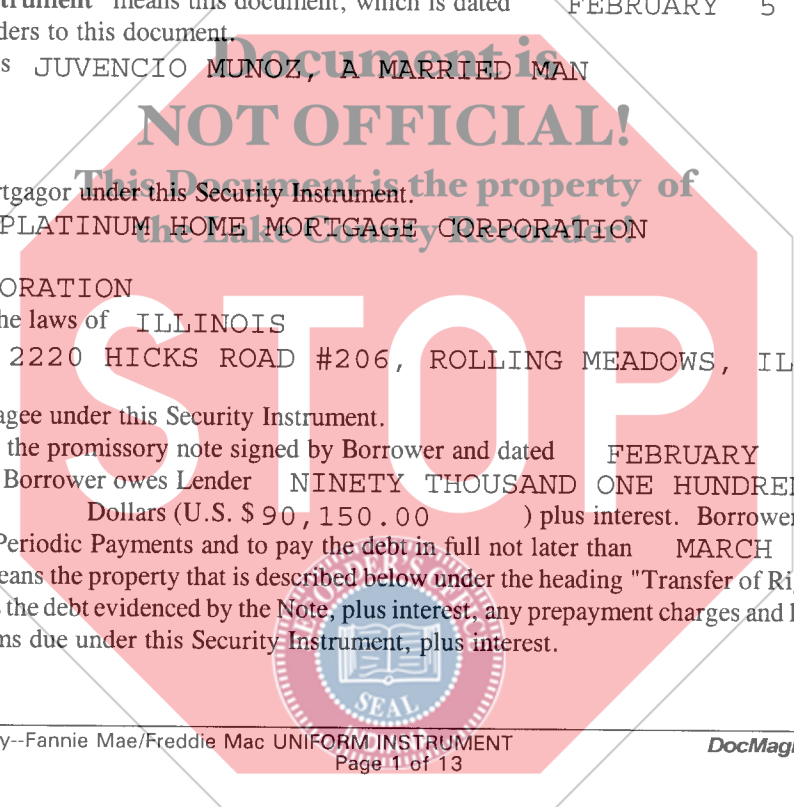 strument" means this document, which is dated FEBRUARY 5
ders to this document.
Document is
s JUVENCIO MUNOZ, A MARRIED MAN
NOT OFFICIAL!
This Document is the property of
rtgagor under this Security Instrument.
PLATINUM HOME MORTGAGE CORPORATION
the Lake County Recorder!
ORATION
he laws of ILLINOIS
2220 HICKS ROAD #206, ROLLING MEADOWS, IL
STOP
agee under this Security Instrument.
the promissory note signed by Borrower and dated FEBRUARY
Borrower owes Lender NINETY THOUSAND ONE HUNDRE
Dollars (U.S. $ 90,150.00 ) plus interest. Borrower
Periodic Payments and to pay the debt in full not later than MARCH
eans the property that is described below under the heading "Transfer of Ri
s the debt evidenced by the Note, plus interest, any prepayment charges and l
ms due under this Security Instrument, plus interest.
RECORDER'S OFFICE
SEAL
INDIANA
y--Fannie Mae/Freddie Mac UNIFORM INSTRUMENT DocMag
Page 1 of 13